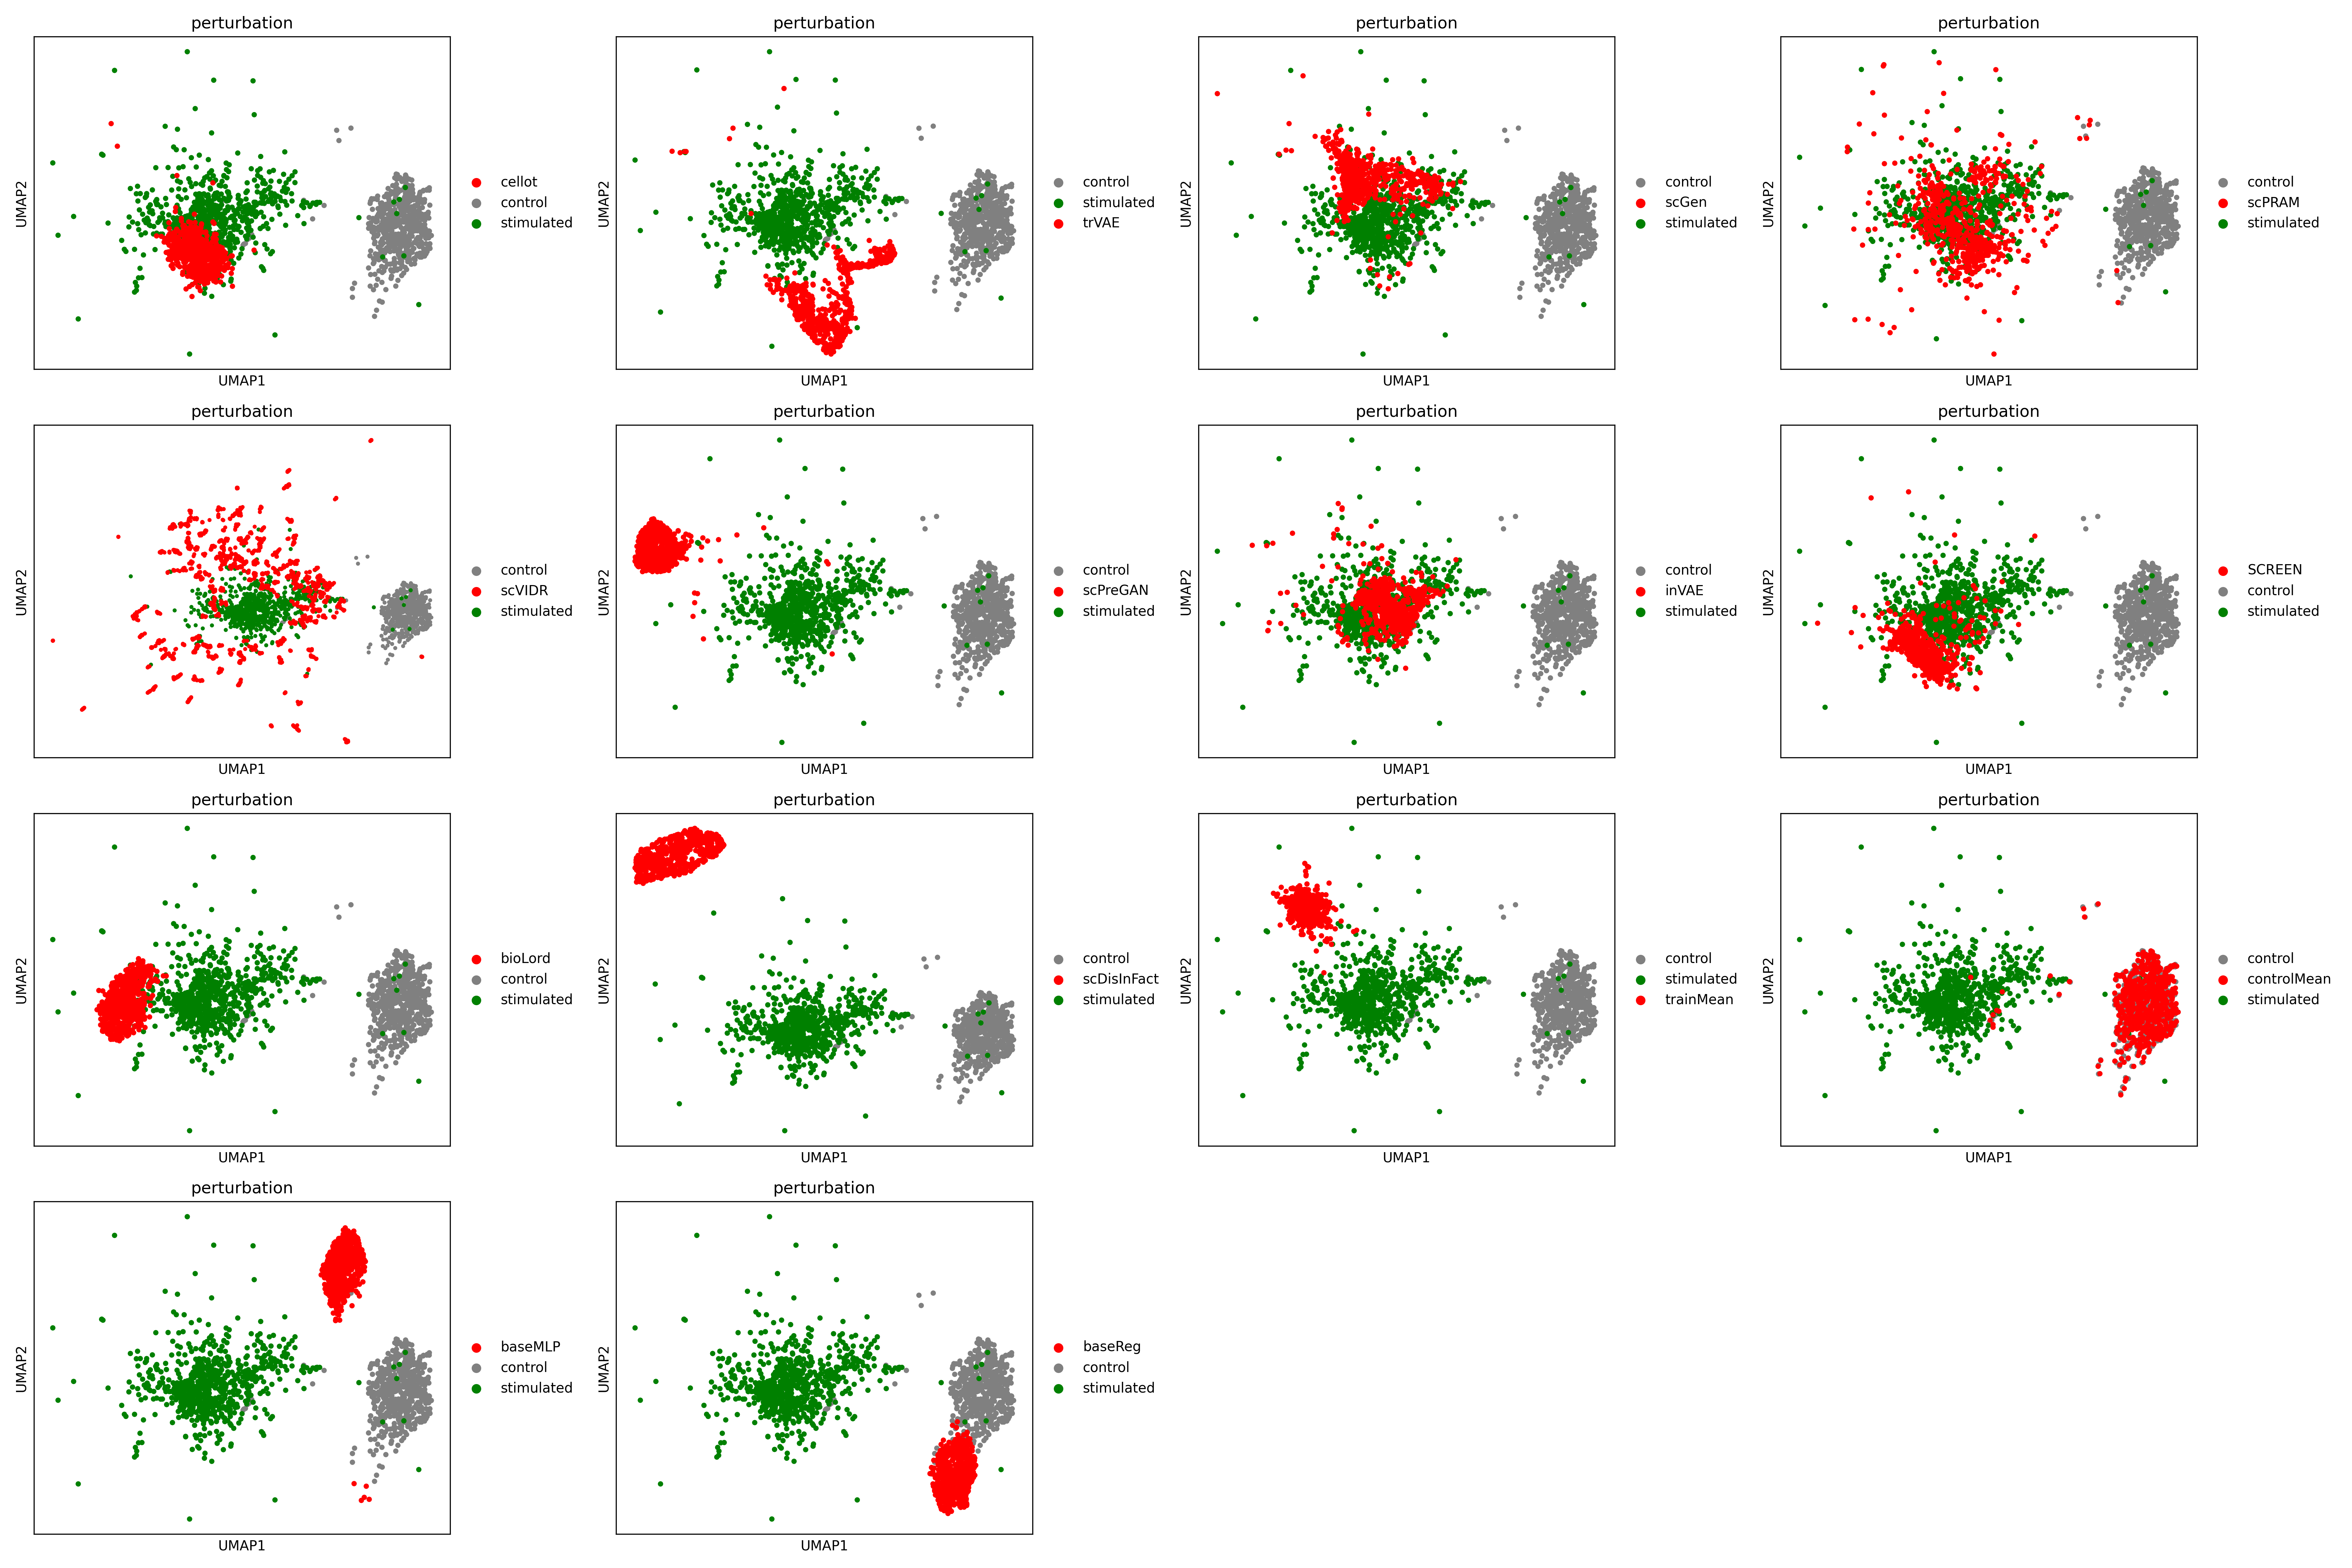 perturbation
UMAP2
cellot
control
stimulated
UMAP1
perturbation
UMAP2
control
stimulated
trVAE
UMAP1
perturbation
UMAP2
control
scGen
stimulated
UMAP1
perturbation
UMAP2
control
scPRAM
stimulated
UMAP1
perturbation
UMAP2
control
scVIDR
stimulated
UMAP1
perturbation
UMAP2
control
scPreGAN
stimulated
UMAP1
perturbation
UMAP2
control
inVAE
stimulated
UMAP1
perturbation
UMAP2
SCREEN
control
stimulated
UMAP1
perturbation
UMAP2
bioLord
control
stimulated
UMAP1
perturbation
UMAP2
control
scDisInFact
stimulated
UMAP1
perturbation
UMAP2
control
stimulated
trainMean
UMAP1
perturbation
UMAP2
control
controlMean
stimulated
UMAP1
perturbation
UMAP2
baseMLP
control
stimulated
UMAP1
perturbation
UMAP2
baseReg
control
stimulated
UMAP1